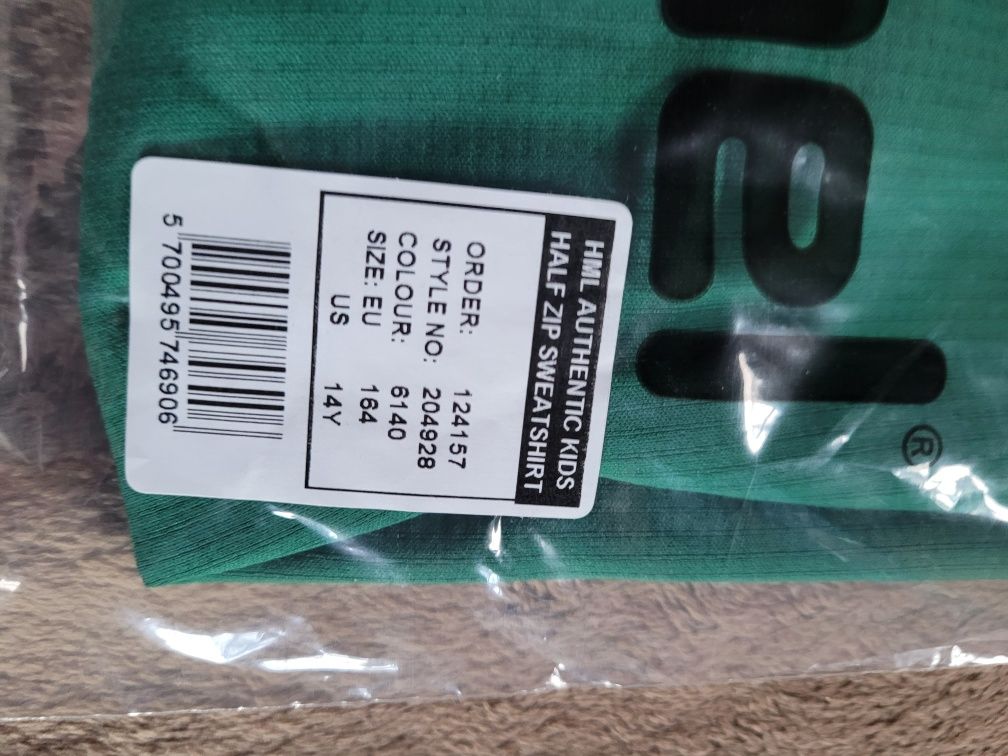 HML AUTHENTIC KIDS
HALF ZIP SWEATSHIRT
ORDER: 124157
STYLE NO: 204928
COLOUR: 6140
SIZE: EU 164
US 14Y
5 700495 746906
el
®